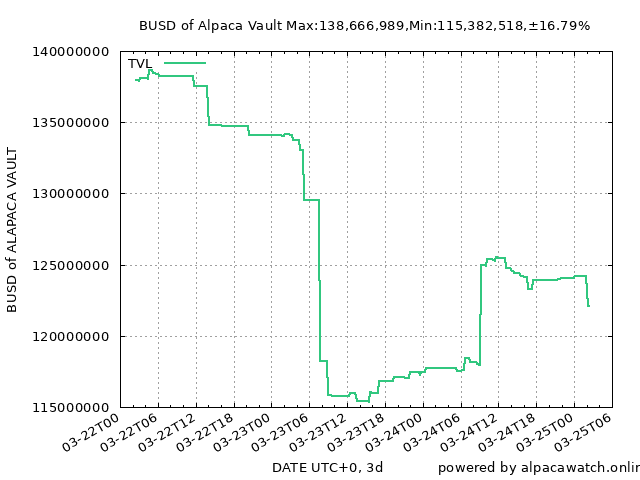 BUSD of Alpaca Vault Max:138,666,989,Min:115,382,518,±16.79%
TVL
BUSD of ALAPACA VAULT
140000000
135000000
130000000
125000000
120000000
115000000
03-22T00
03-22T06
03-22T12
03-22T18
03-23T00
03-23T06
03-23T12
03-23T18
03-24T00
03-24T06
03-24T12
03-24T18
03-25T00
03-25T06
DATE UTC+0, 3d
powered by alpacawatch.onlin